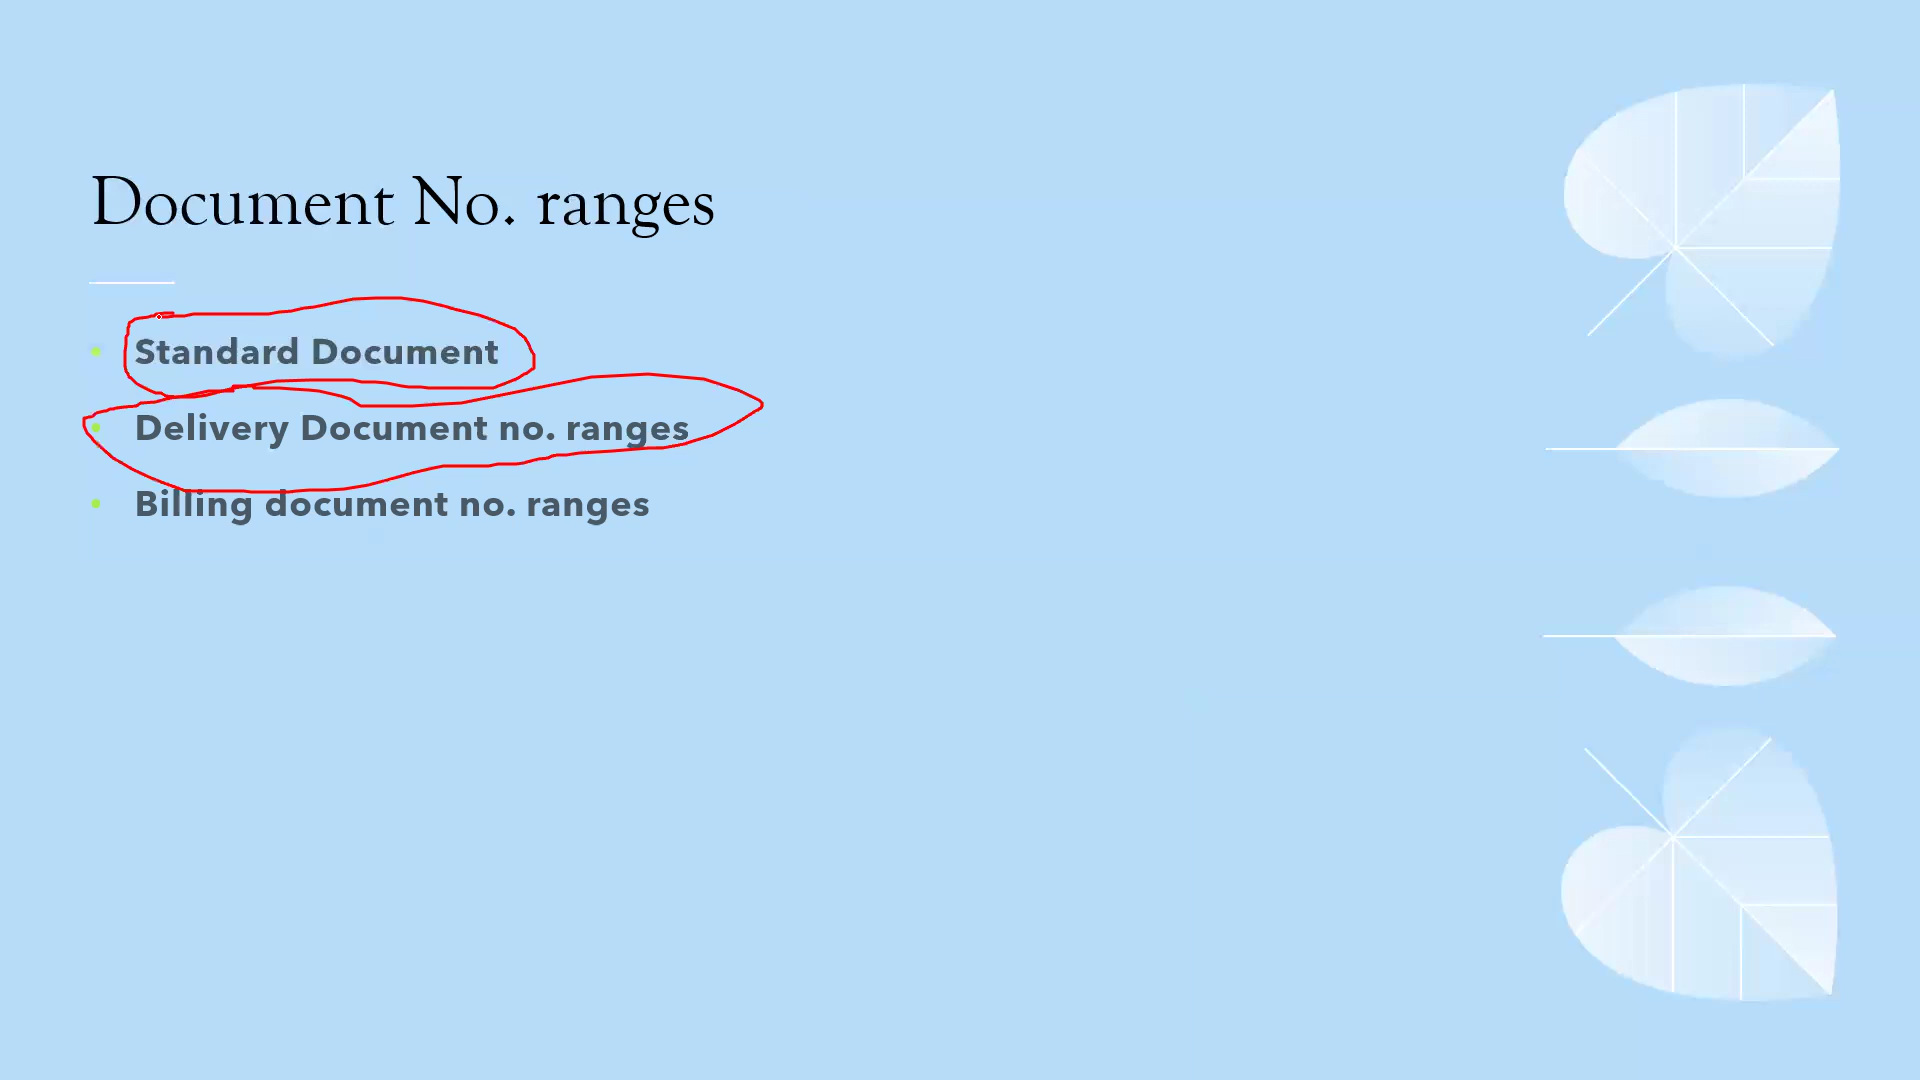 Document No. ranges
Standard Document
Delivery Document no. ranges
Billing document no. ranges